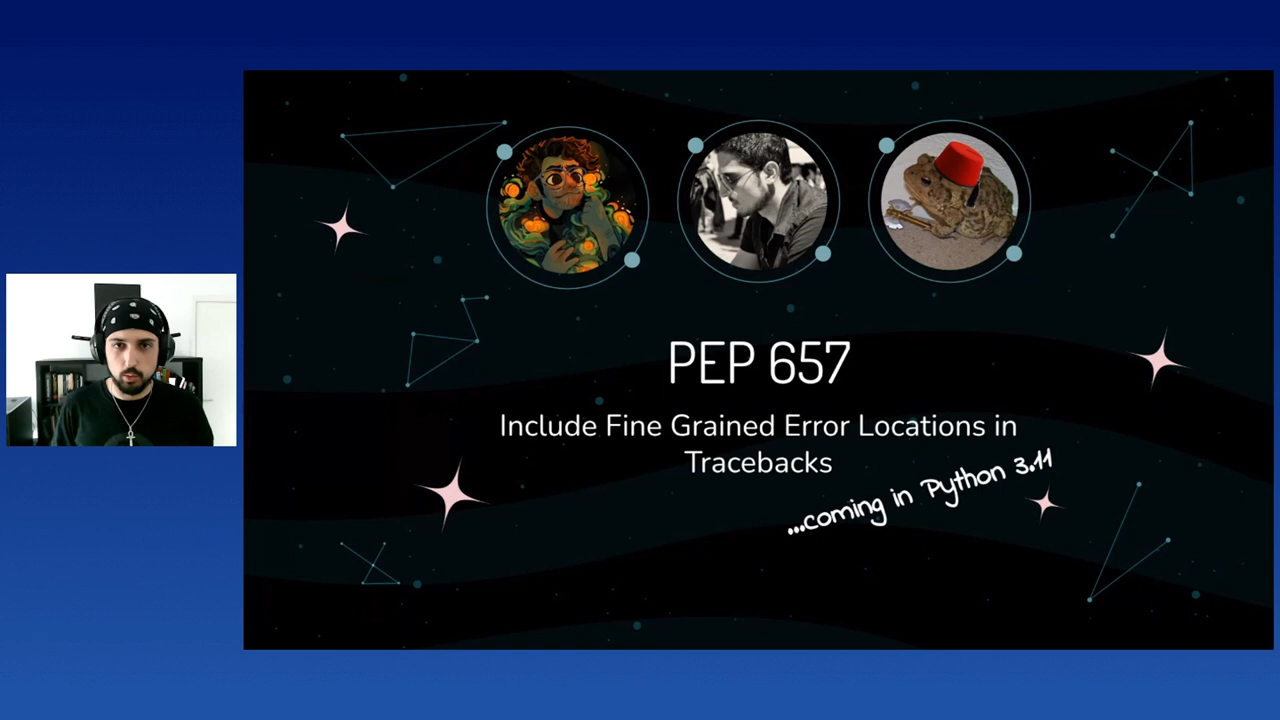 PEP 657
Include Fine Grained Error Locations in
Tracebacks
...coming in Python 3.11